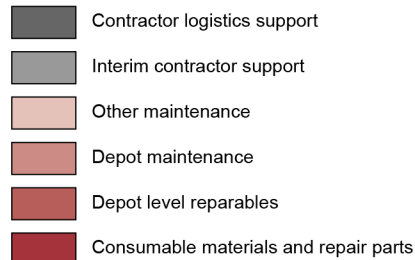 Contractor logistics support
Interim contractor support
Other maintenance
Depot maintenance
Depot level reparables
Consumable materials and repair parts